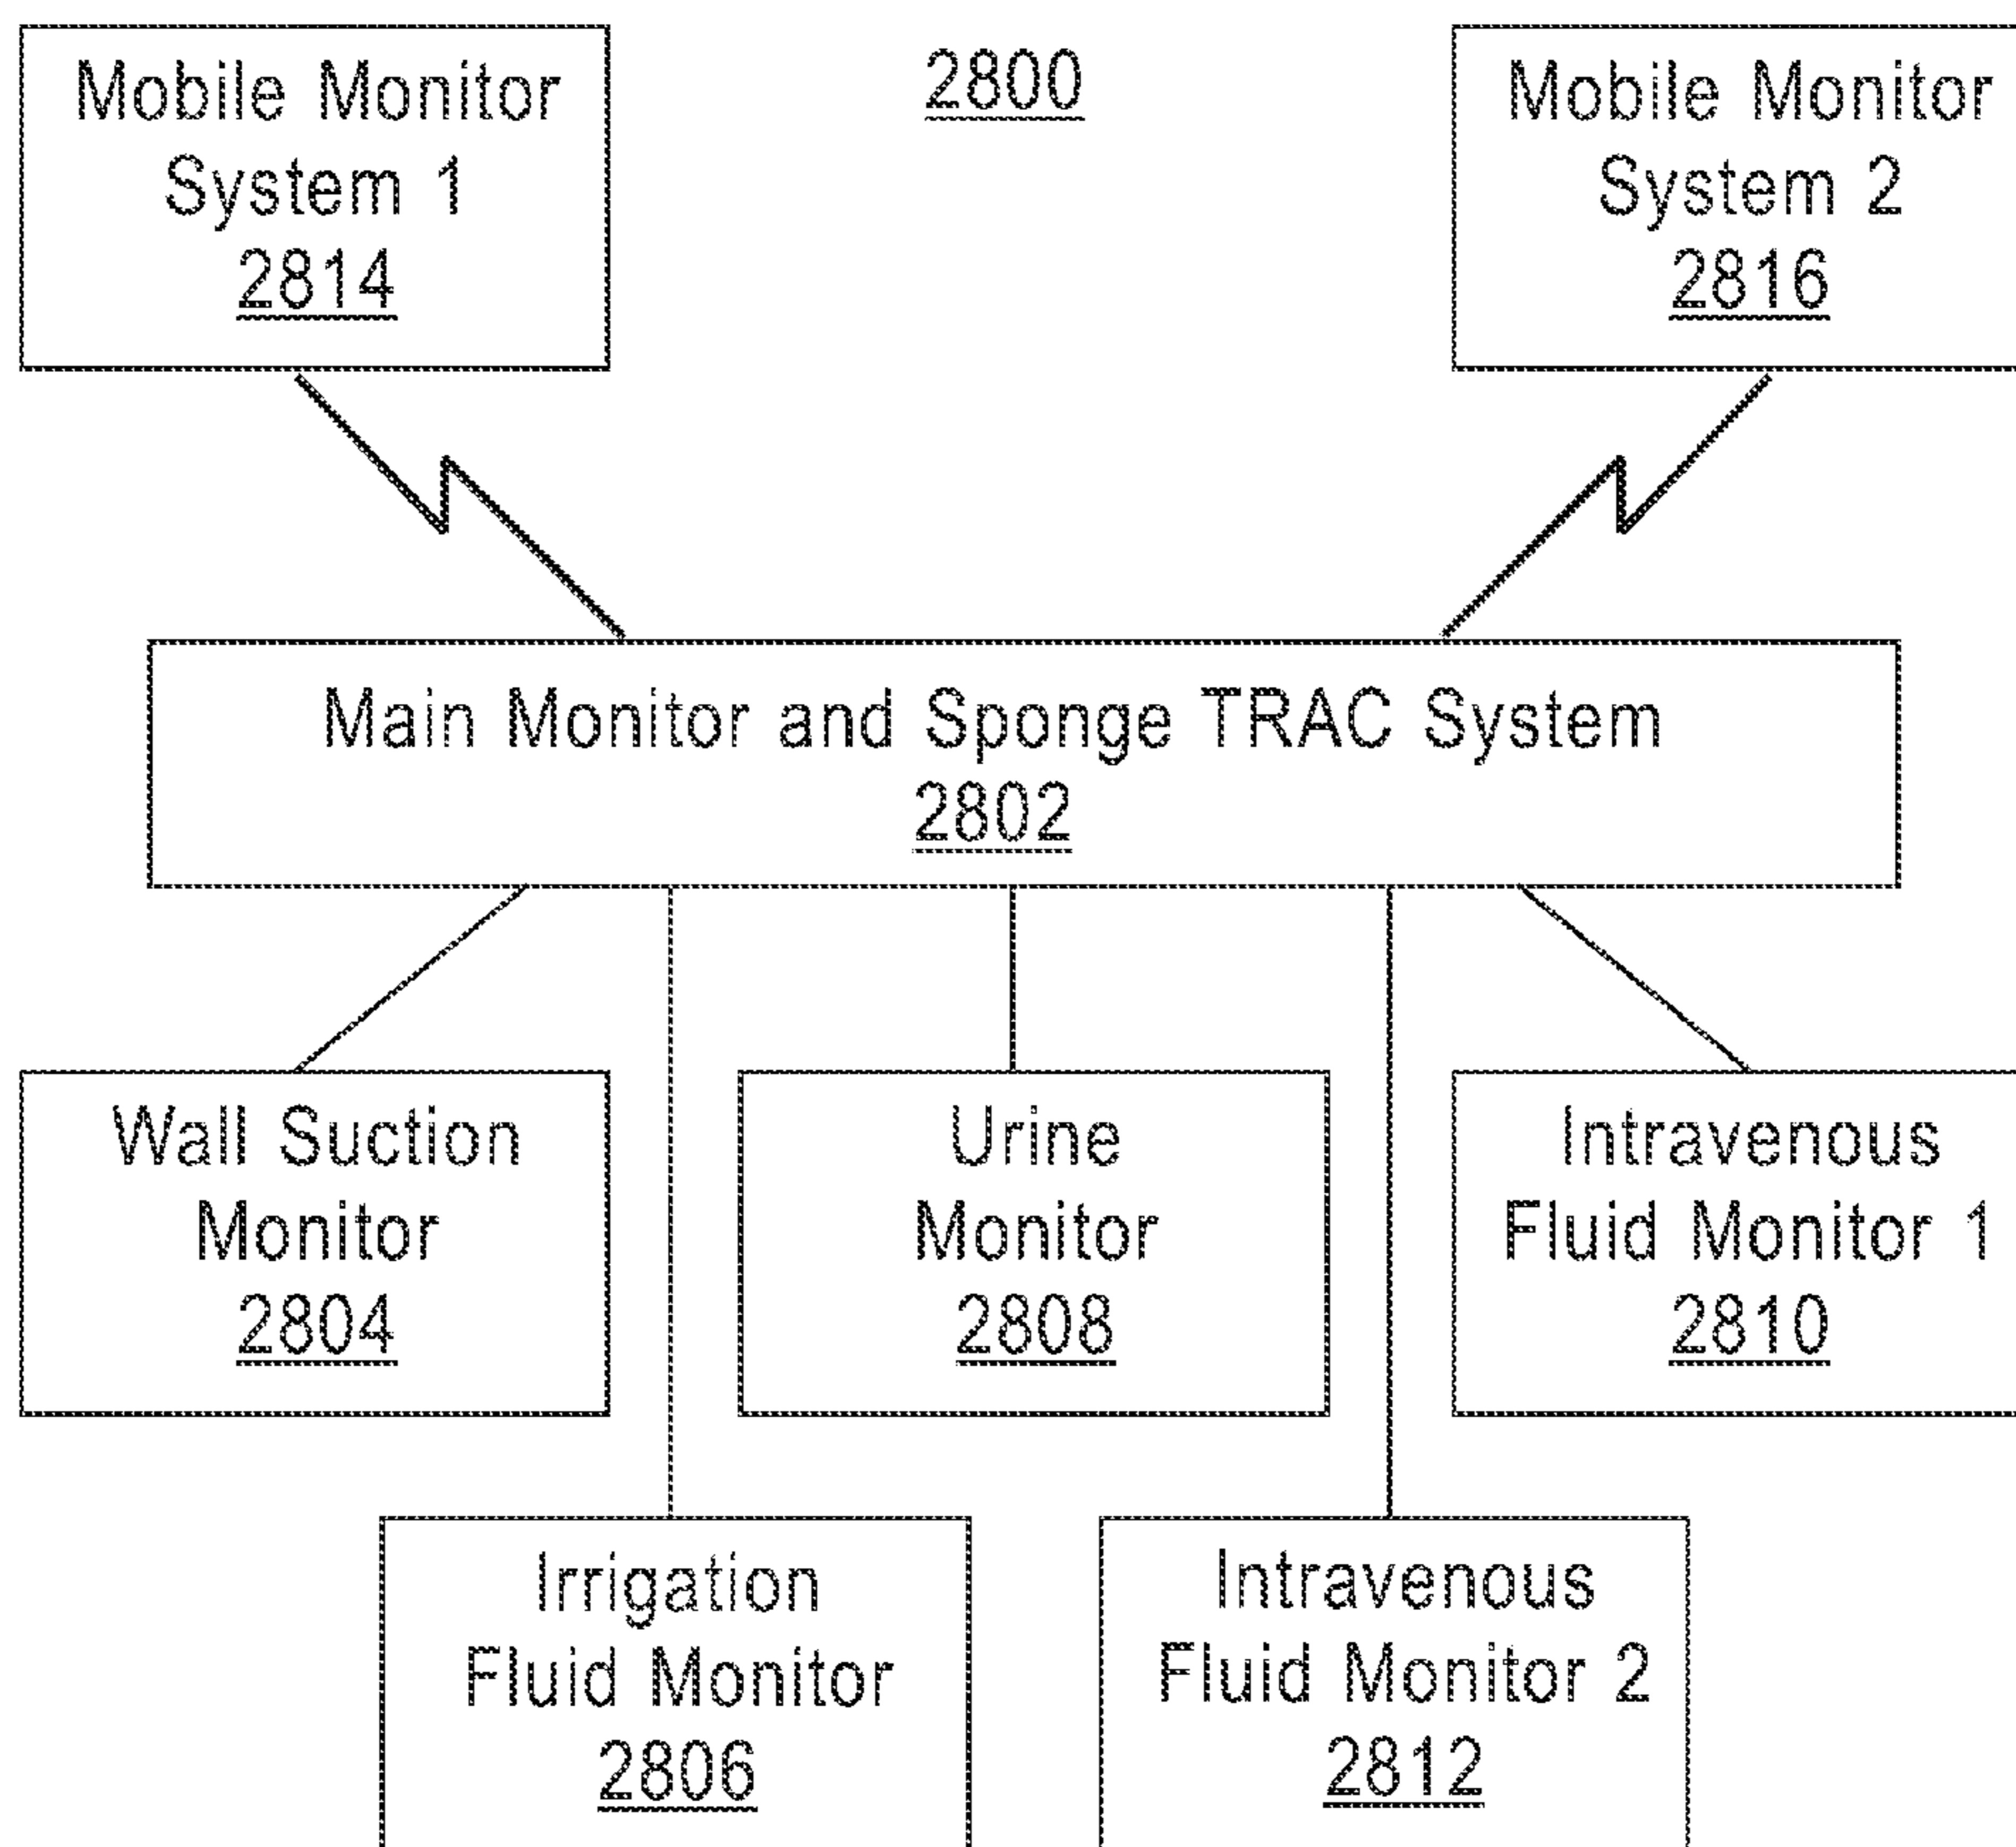 Mobile Monitor
System 1
2814
2800
Mobile Monitor
System 2
2816
Main Monitor and Sponge TRAC System
2802
Wall Suction
Monitor
2804
Urine
Monitor
2808
Intravenous
Fluid Monitor 1
2810
Irrigation
Fluid Monitor
2806
Intravenous
Fluid Monitor 2
2812